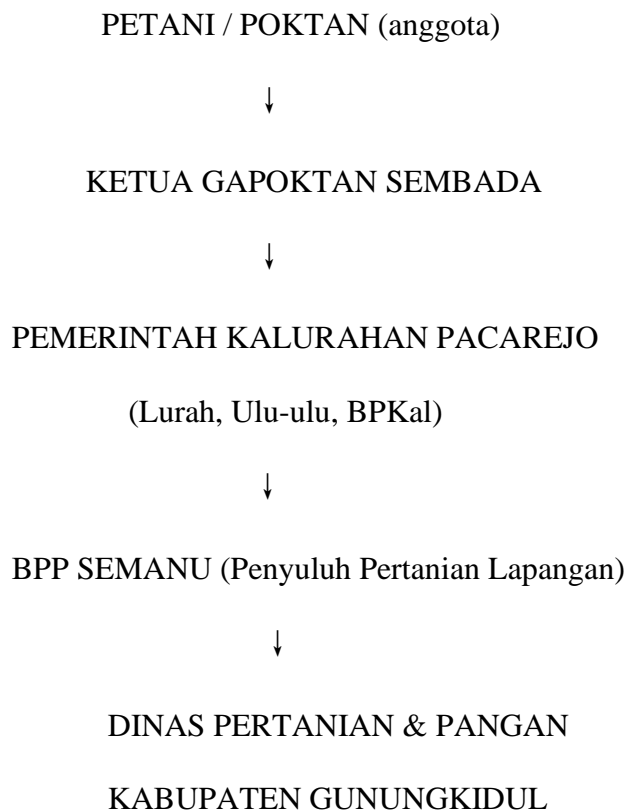 PETANI / POKTAN (anggota)
↓
KETUA GAPOKTAN SEMBADA
↓
PEMERINTAH KALURAHAN PACAREJO
(Lurah, Ulu-ulu, BPKal)
↓
BPP SEMANU (Penyuluh Pertanian Lapangan)
↓
DINAS PERTANIAN & PANGAN
KABUPATEN GUNUNGKIDUL